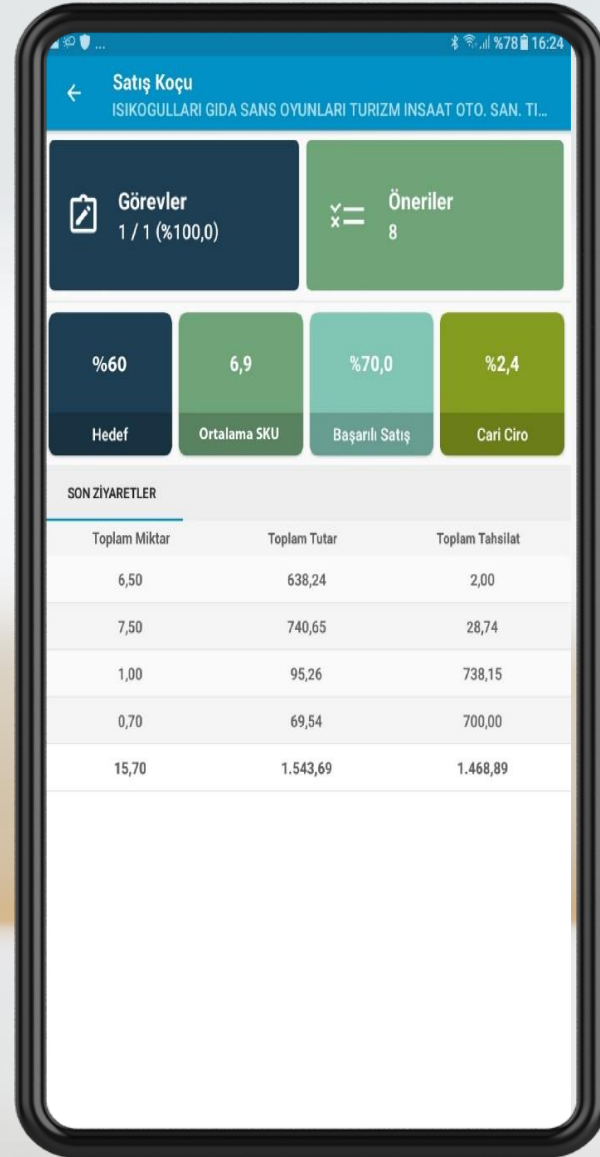 ... %78 16:24
Satış Koçu
ISIKOGULLARI GIDA SANS OYUNLARI TURIZM INSAAT OTO. SAN. TI...
Görevler
1 / 1 (%100,0)
Öneriler
8
%60 6,9 %70,0 %2,4
Hedef Ortalama SKU Başarılı Satış Cari Ciro
SON ZİYARETLER
Toplam Miktar Toplam Tutar Toplam Tahsilat
6,50 638,24 2,00
7,50 740,65 28,74
1,00 95,26 738,15
0,70 69,54 700,00
15,70 1.543,69 1.468,89